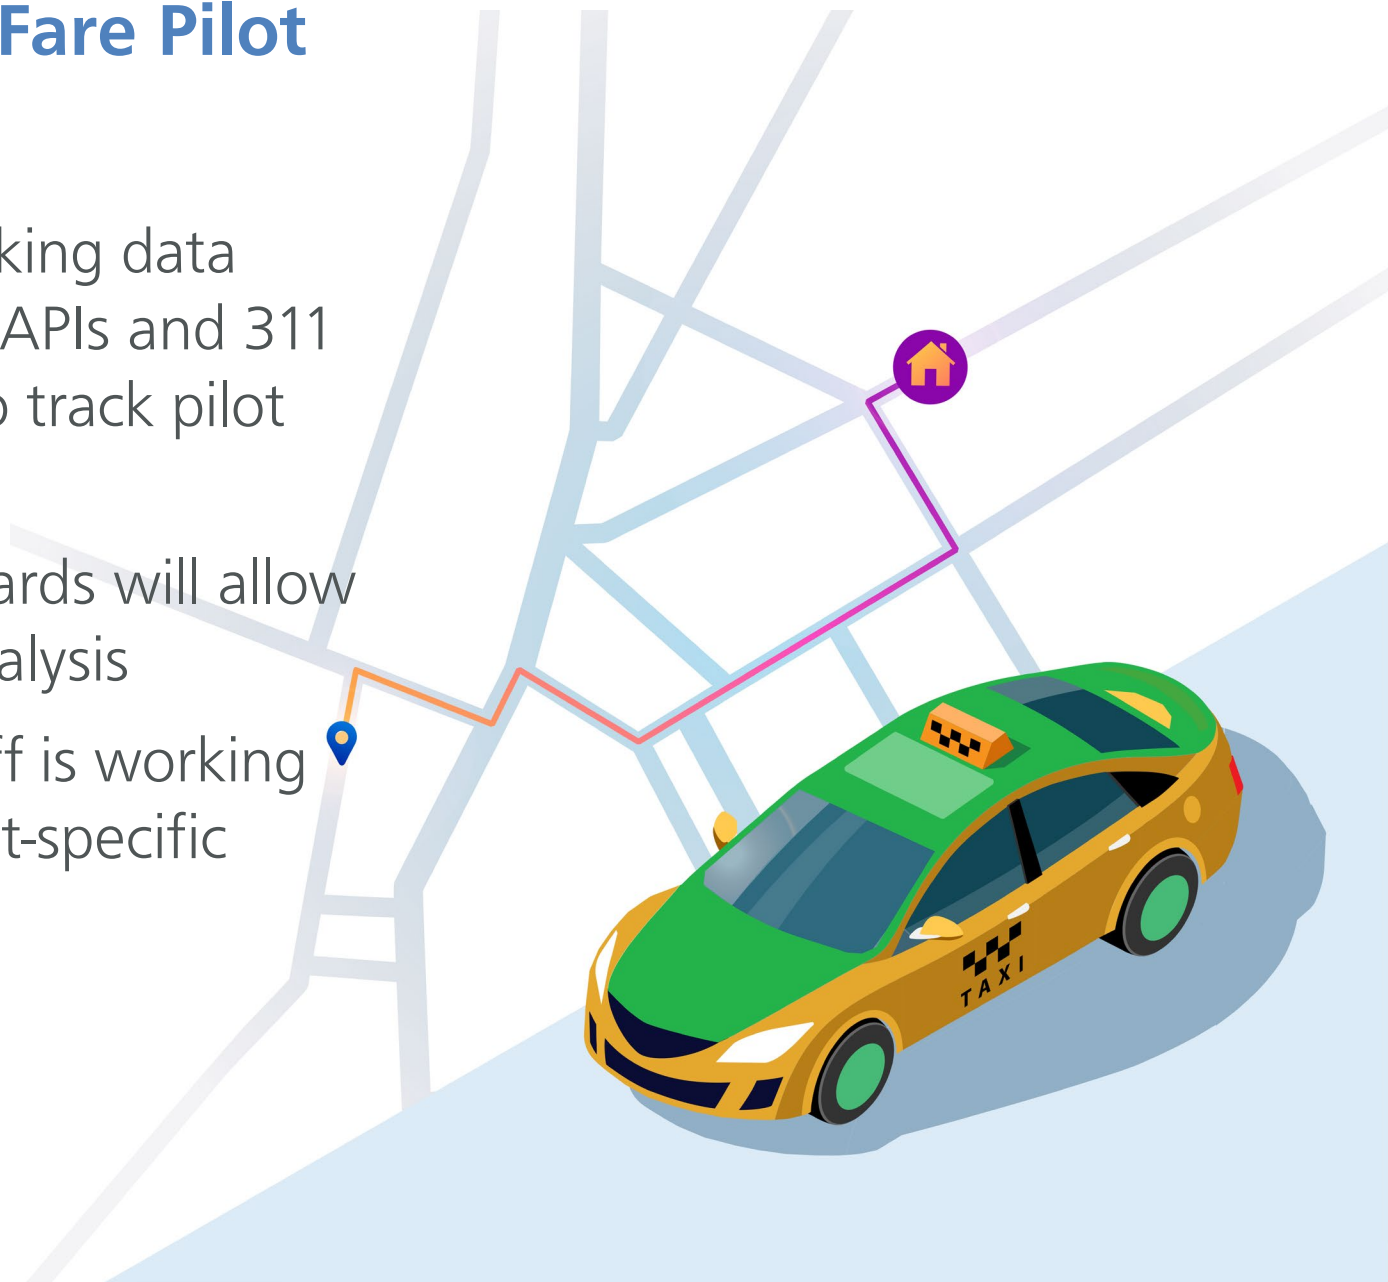 Fare Pilot
king data
APIs and 311
track pilot
ards will allow
alysis
is working
t-specific
TAXI